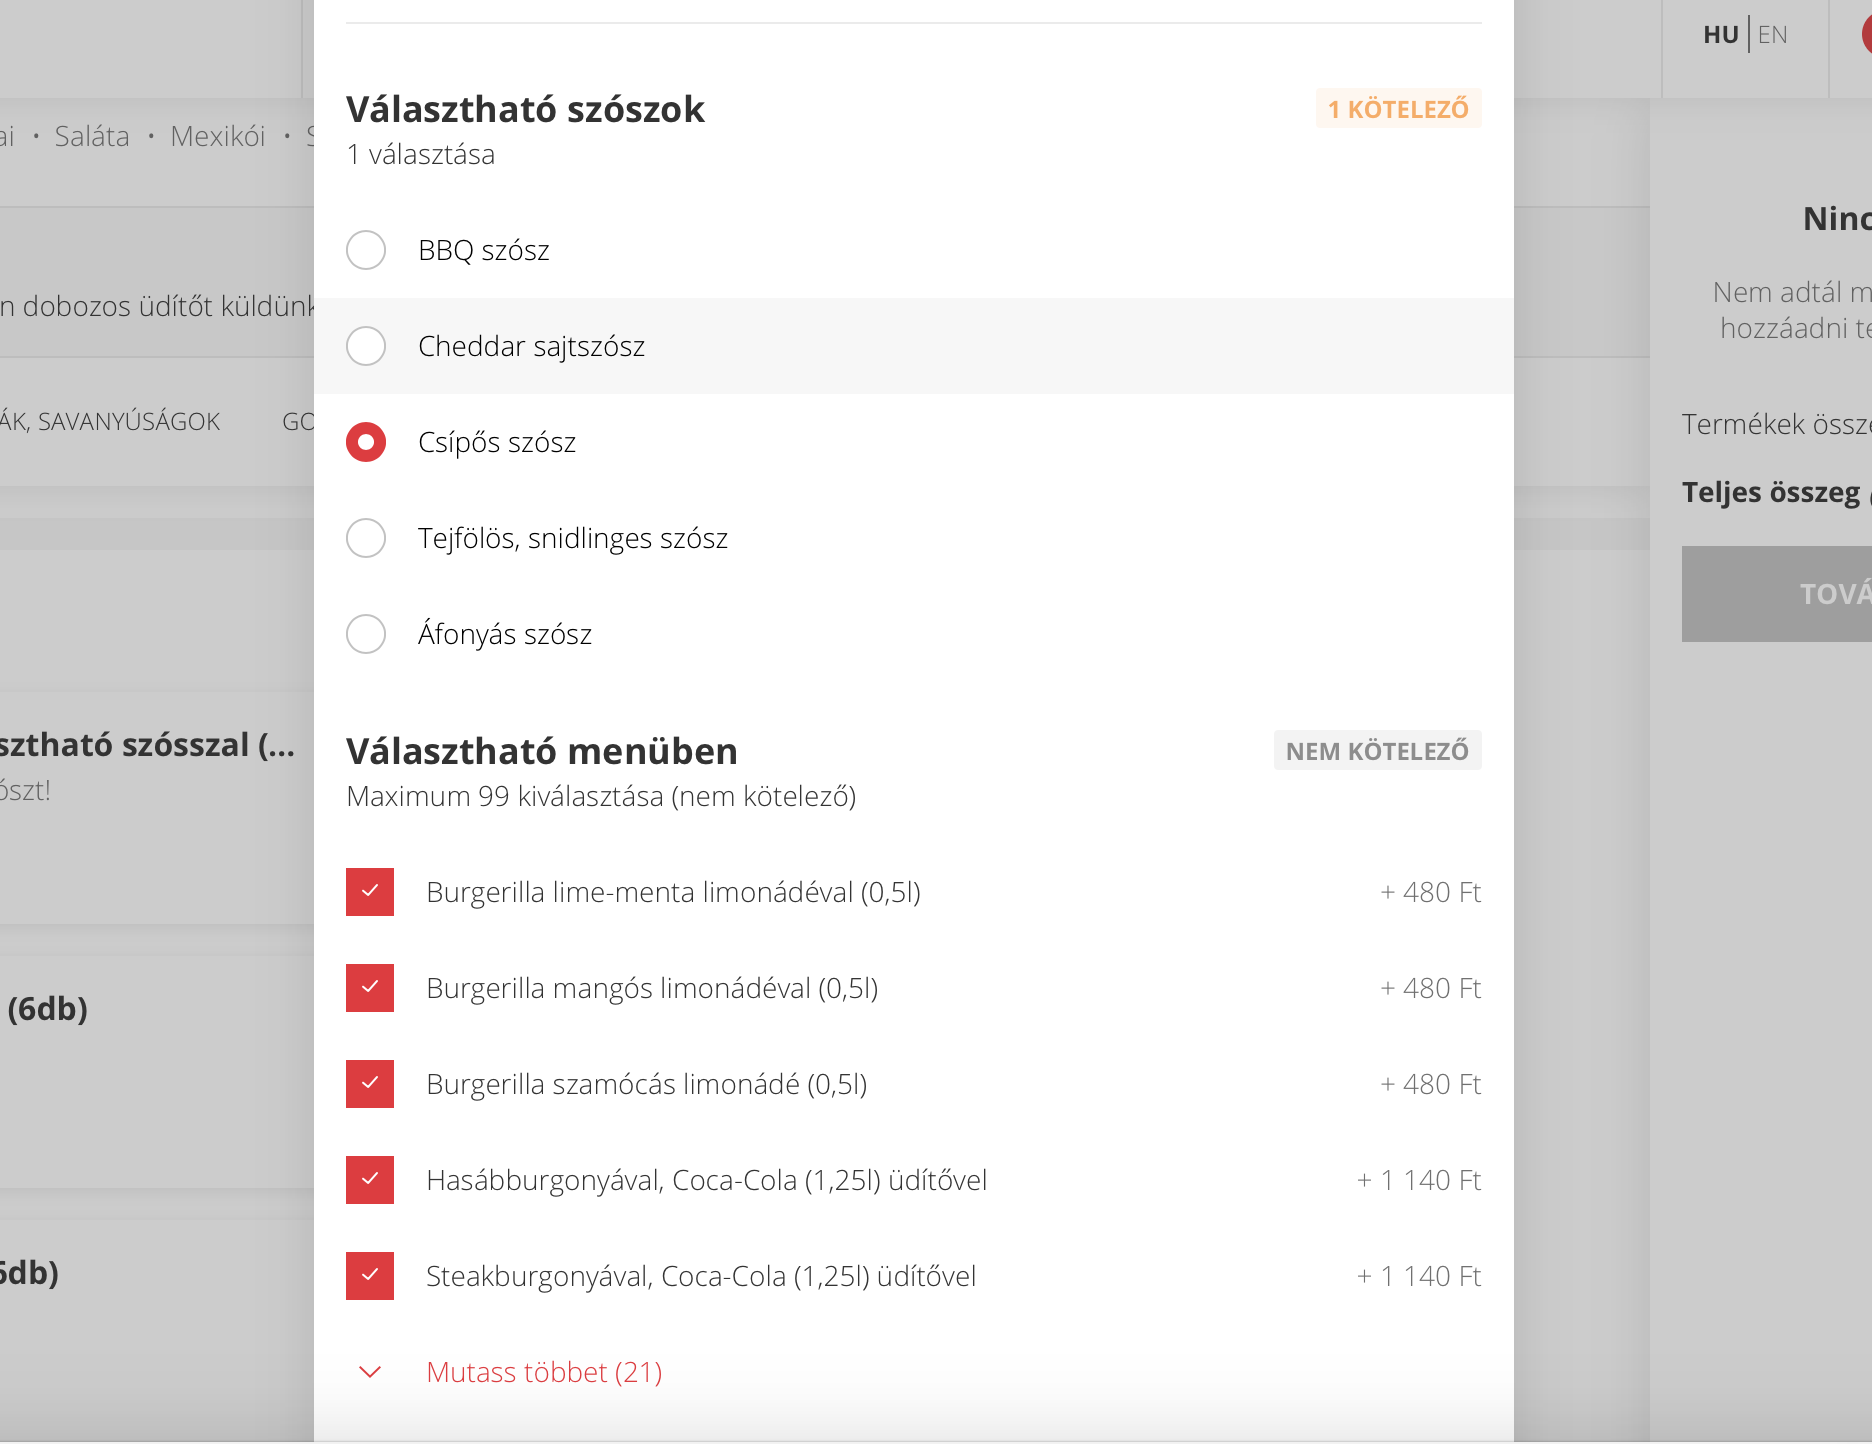 HU | EN
Saláta • Mexikói •
n dobozos üdítőt küldünk
ÁK, SAVANYÚSÁGOK
sztható szósszal (...
ószt!
(6db)
6db)
Választható szószok
1 KÖTELEZŐ
1 választása
BBQ szósz
Cheddar sajtszósz
Csípős szósz
Tejfölös, snidlinges szósz
Áfonyás szósz
Választható menüben
NEM KÖTELEZŐ
Maximum 99 kiválasztása (nem kötelező)
Burgerilla lime-menta limonádéval (0,5l) + 480 Ft
Burgerilla mangós limonádéval (0,5l) + 480 Ft
Burgerilla szamócás limonádé (0,5l) + 480 Ft
Hasábburgonyával, Coca-Cola (1,25l) üdítővel + 1 140 Ft
Steakburgonyával, Coca-Cola (1,25l) üdítővel + 1 140 Ft
Mutass többet (21)
Ninc
Nem adtál m
hozzáadni te
Termékek össze
Teljes összeg
TOVÁ